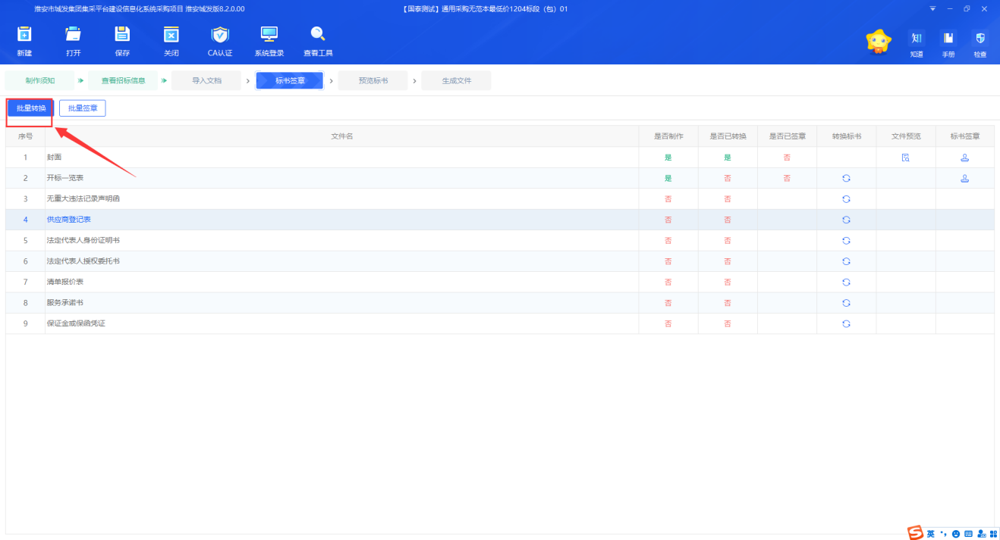 淮安市城发集团集采平台建设信息化系统采购项目 淮安城发版8.2.0.00
【国泰测试】通用采购无范本最低价1204标段（包）01
新建 打开 保存 关闭 CA认证 系统登录 查看工具 知道 手册 检查
制作须知 查看招标信息 导入文档 标书签章 预览标书 生成文件
批量转换 批量签章
序号 文件名 是否制作 是否已转换 是否已签章 转换标书 文件预览 标书签章
1 封面 是 是 否
2 开标一览表 是 否 否
3 无重大违法记录声明函 否 否
4 供应商登记表 否 否
5 法定代表人身份证明书 否 否
6 法定代表人授权委托书 否 否
7 清单报价表 否 否
8 服务承诺书 否 否
9 保证金或保函凭证 否 否
英